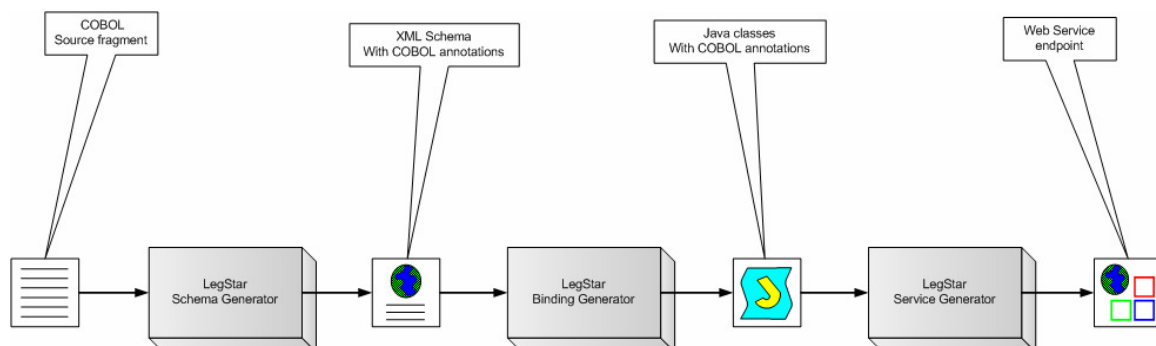 COBOL
Source fragment
XML Schema
With COBOL annotations
Java classes
With COBOL annotations
Web Service
endpoint
LegStar
Schema Generator
LegStar
Binding Generator
LegStar
Service Generator